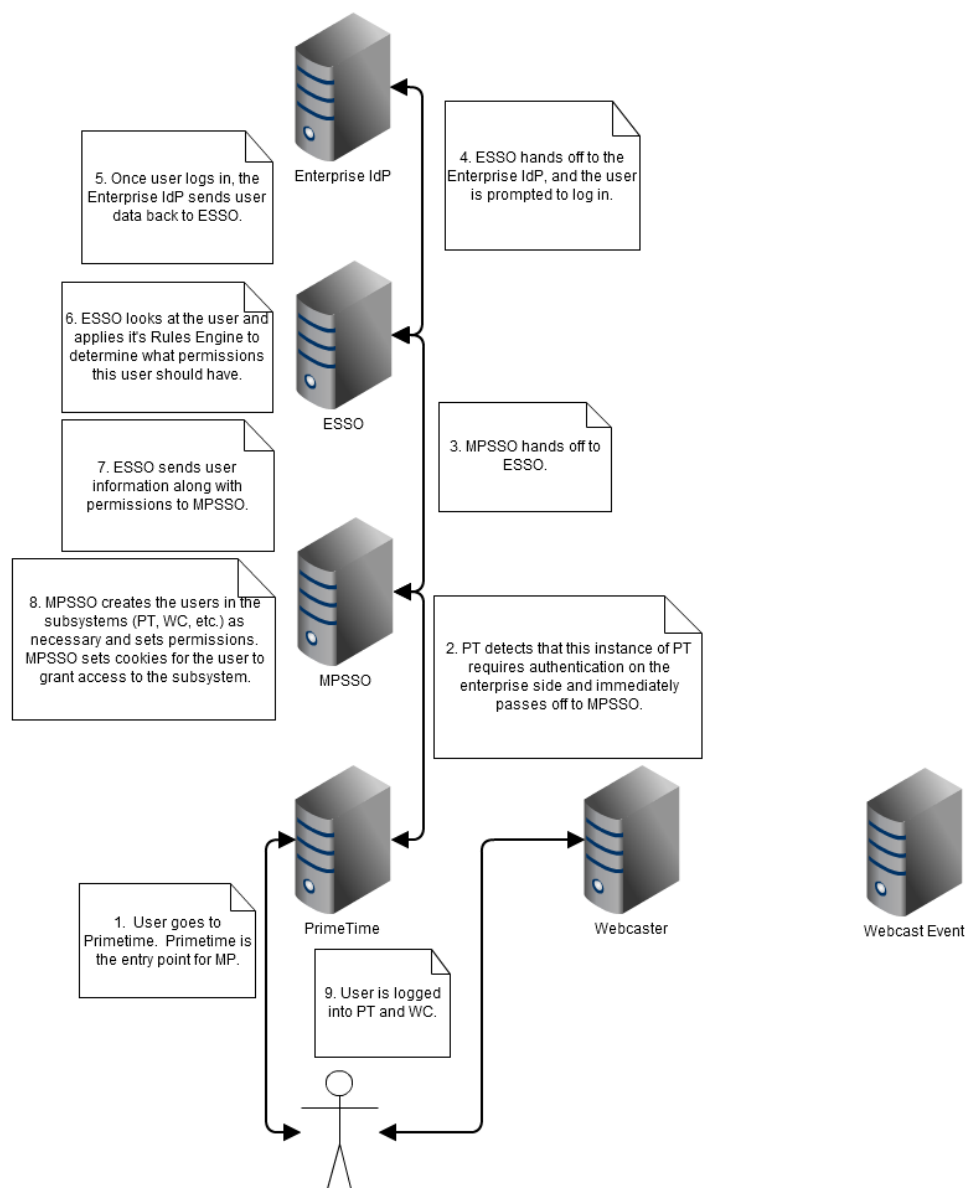 Enterprise IdP
4. ESSO hands off to the
Enterprise IdP, and the user
is prompted to log in.
5. Once user logs in, the
Enterprise IdP sends user
data back to ESSO.
6. ESSO looks at the user and
applies it's Rules Engine to
determine what permissions
this user should have.
ESSO
3. MPSSO hands off to
ESSO.
7. ESSO sends user
information along with
permissions to MPSSO.
8. MPSSO creates the users in the
subsystems (PT, WC, etc.) as
necessary and sets permissions.
MPSSO sets cookies for the user to
grant access to the subsystem.
MPSSO
2. PT detects that this instance of PT
requires authentication on the
enterprise side and immediately
passes off to MPSSO.
PrimeTime
Webcaster
Webcast Event
1. User goes to
Primetime. Primetime is
the entry point for MP.
9. User is logged
into PT and WC.